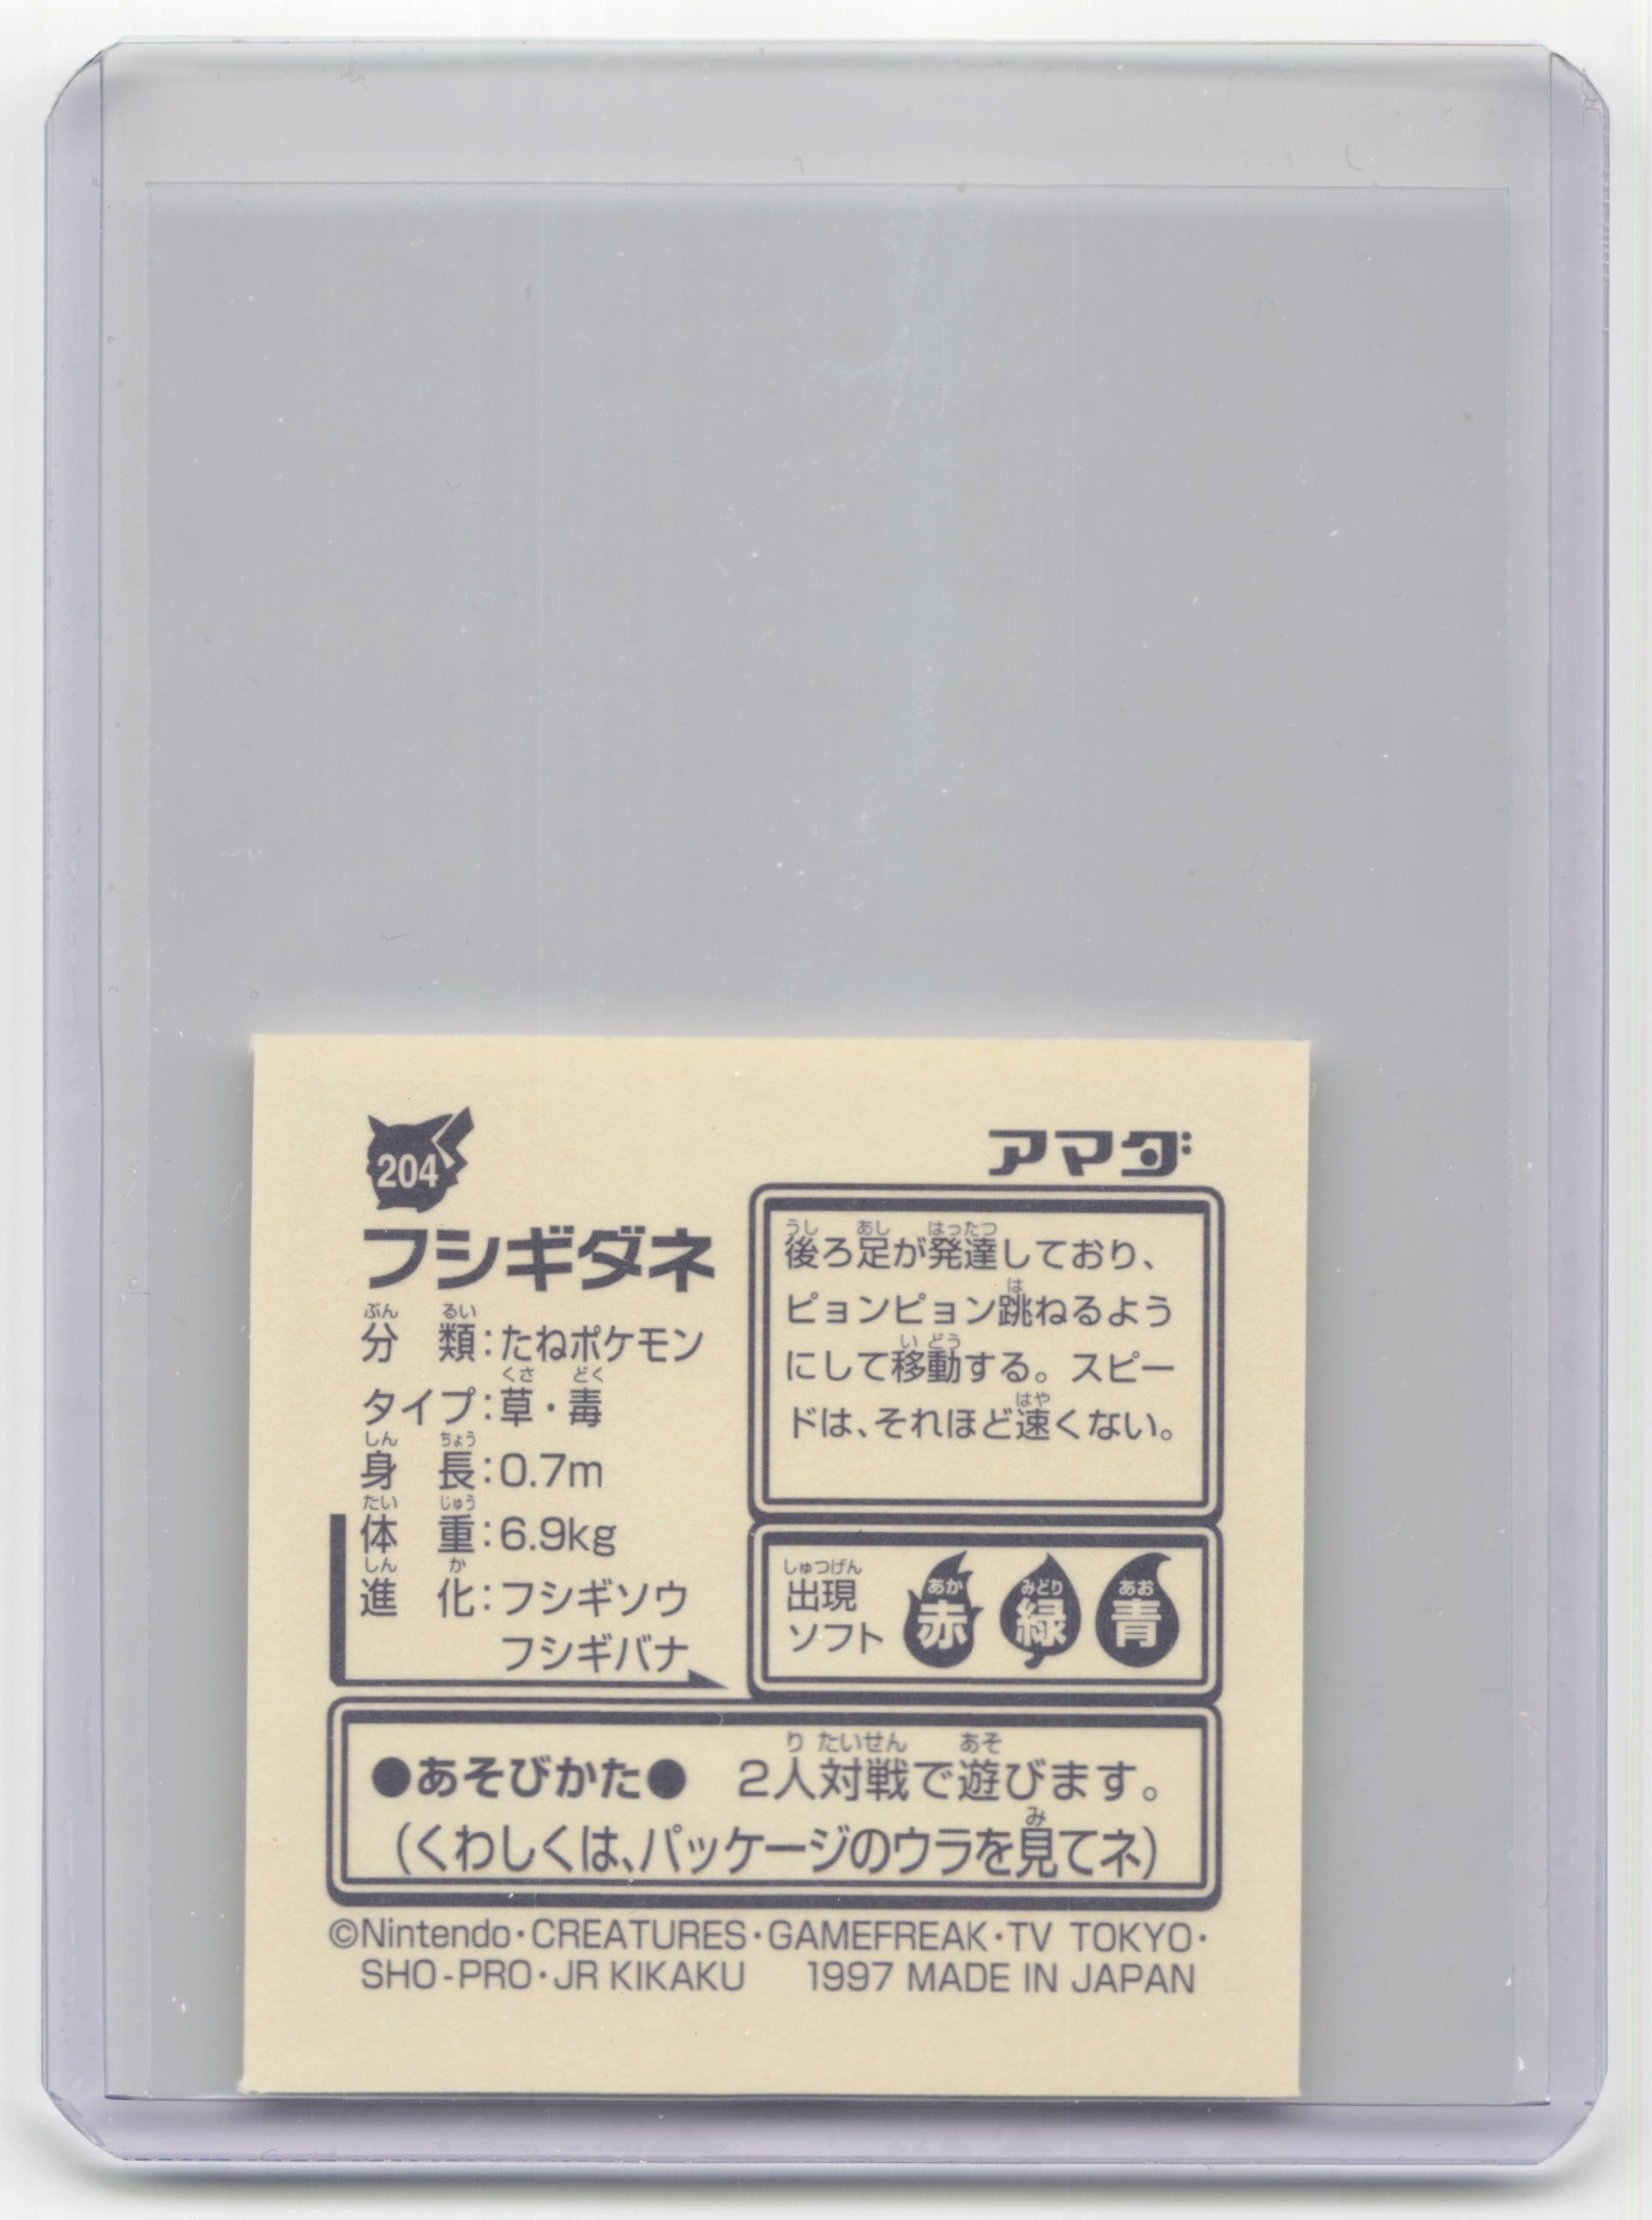 204
アマダ
フシギダネ
分類:たねポケモン
タイプ:草・毒
身長:0.7m
体重:6.9kg
進化:フシギソウ
フシギバナ
後ろ足が発達しており、
ピョンピョン跳ねるよう
にして移動する。スピー
ドは、それほど速くない。
出現
ソフト
赤 緑 青
●あそびかた● 2人対戦で遊びます。
(くわしくは、パッケージのウラを見てネ)
©Nintendo・CREATURES・GAMEFREAK・TV TOKYO・
SHO-PRO・JR KIKAKU 1997 MADE IN JAPAN